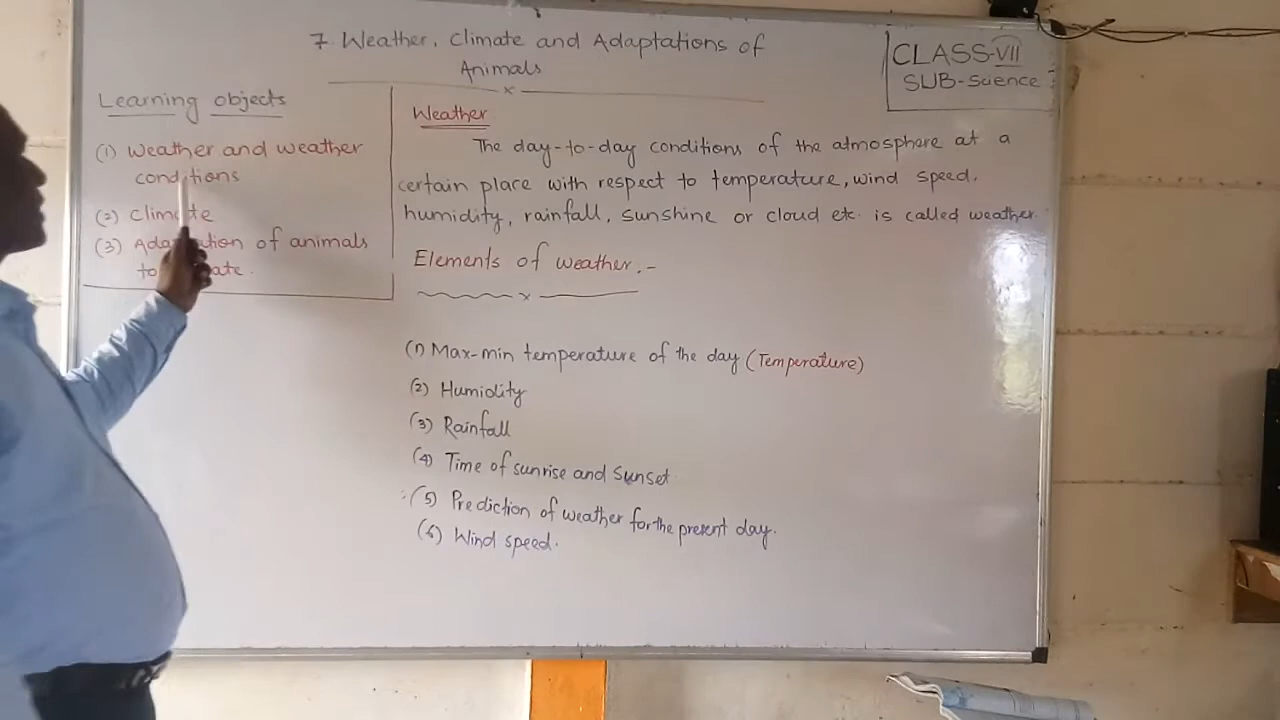 7 Weather, Climate and Adaptations of
Animals
CLASS-VII
SUB-Science
Learning objects
(1) Weather and weather
conditions
(2) Climate
(3) Adaptation of animals
to
Weather
The day-to-day conditions of the atmosphere at a
certain place with respect to temperature, wind speed.
humidity, rainfall, sunshine or cloud etc. is called weather.
Elements of weather.-
(1) Max-min temperature of the day (Temperature)
(2) Humidity
(3) Rainfall
(4) Time of sunrise and sunset.
(5) Prediction of weather for the present day.
(6) Wind speed.